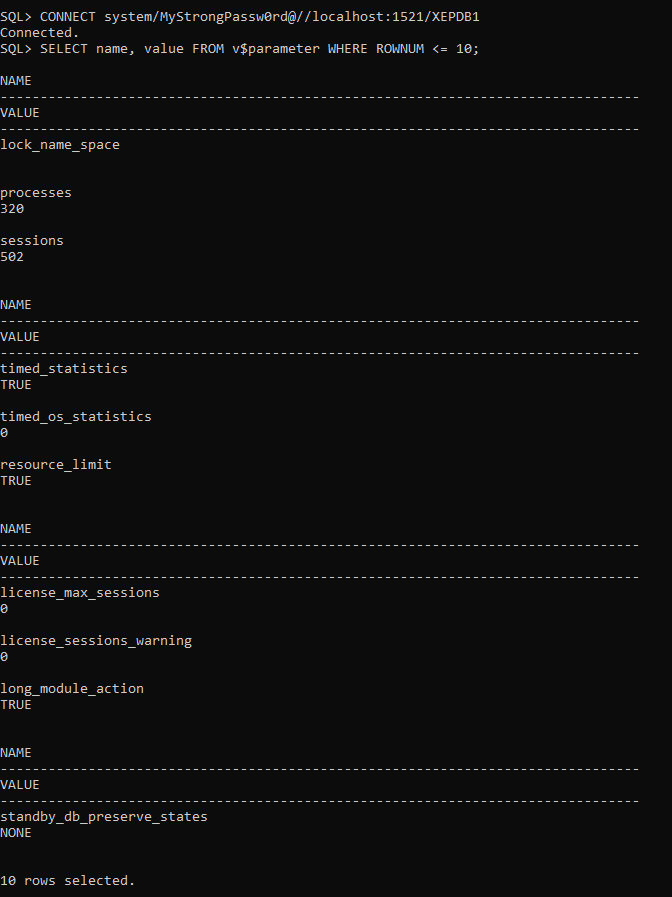 SQL> CONNECT system/MyStrongPassw0rd@//localhost:1521/XEPDB1
Connected.
SQL> SELECT name, value FROM v$parameter WHERE ROWNUM <= 10;
NAME
--------------------------------------------------------------------------------
VALUE
--------------------------------------------------------------------------------
lock_name_space
processes
320
sessions
502
NAME
--------------------------------------------------------------------------------
VALUE
--------------------------------------------------------------------------------
timed_statistics
TRUE
timed_os_statistics
0
resource_limit
TRUE
NAME
--------------------------------------------------------------------------------
VALUE
--------------------------------------------------------------------------------
license_max_sessions
0
license_sessions_warning
0
long_module_action
TRUE
NAME
--------------------------------------------------------------------------------
VALUE
--------------------------------------------------------------------------------
standby_db_preserve_states
NONE
10 rows selected.